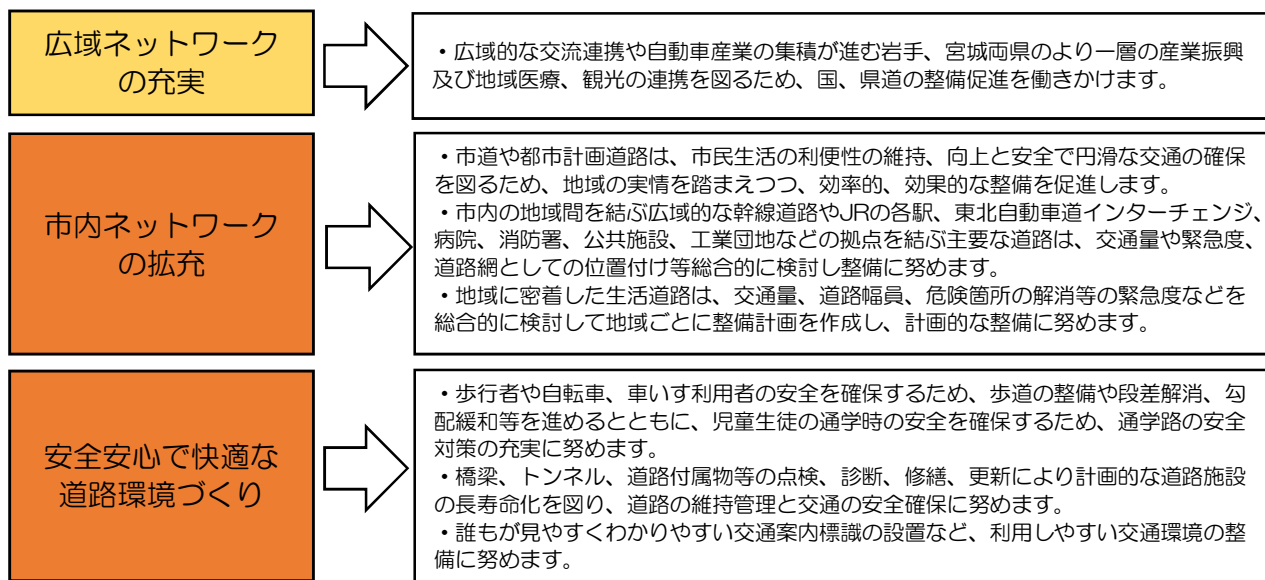 広域ネットワーク
の充実
・広域的な交流連携や自動車産業の集積が進む岩手、宮城両県のより一層の産業振興
及び地域医療、観光の連携を図るため、国、県道の整備促進を働きかけます。
市内ネットワーク
の拡充
・市道や都市計画道路は、市民生活の利便性の維持、向上と安全で円滑な交通の確保
を図るため、地域の実情を踏まえつつ、効率的、効果的な整備を促進します。
・市内の地域間を結ぶ広域的な幹線道路やJRの各駅、東北自動車道インターチェンジ、
病院、消防署、公共施設、工業団地などの拠点を結ぶ主要な道路は、交通量や緊急度、
道路網としての位置付け等総合的に検討し整備に努めます。
・地域に密着した生活道路は、交通量、道路幅員、危険箇所の解消等の緊急度などを
総合的に検討して地域ごとに整備計画を作成し、計画的な整備に努めます。
安全安心で快適な
道路環境づくり
・歩行者や自転車、車いす利用者の安全を確保するため、歩道の整備や段差解消、勾
配緩和等を進めるとともに、児童生徒の通学時の安全を確保するため、通学路の安全
対策の充実に努めます。
・橋梁、トンネル、道路付属物等の点検、診断、修繕、更新により計画的な道路施設
の長寿命化を図り、道路の維持管理と交通の安全確保に努めます。
・誰もが見やすくわかりやすい交通案内標識の設置など、利用しやすい交通環境の整
備に努めます。